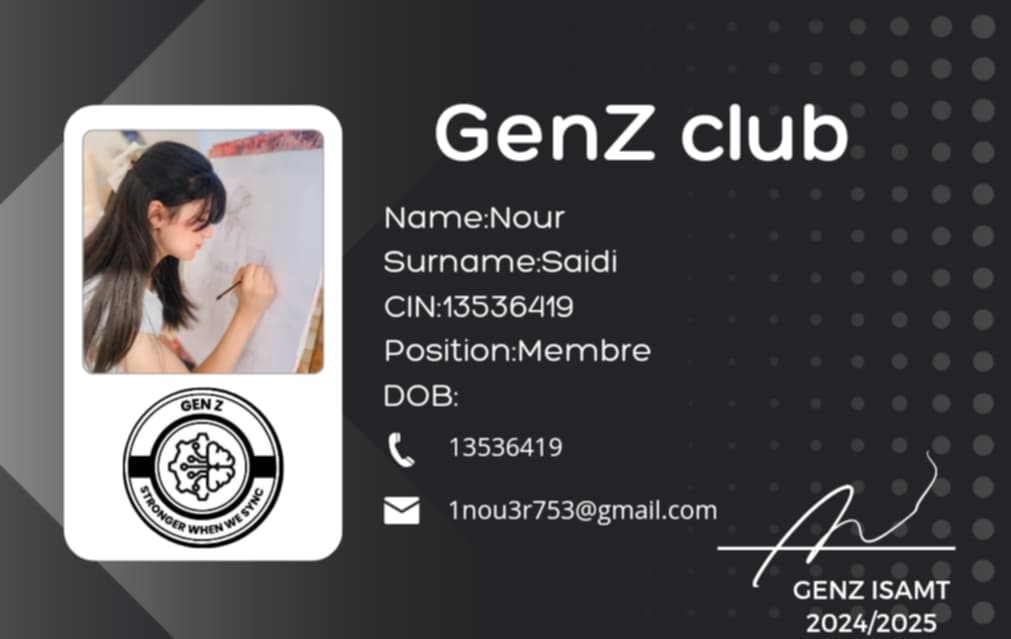 GenZ club
Name:Nour
Surname:Saidi
CIN:13536419
Position:Membre
DOB:
13536419
1nou3r753@gmail.com
GEN Z
STRONGER WHEN WE SYNC
GENZ ISAMT
2024/2025